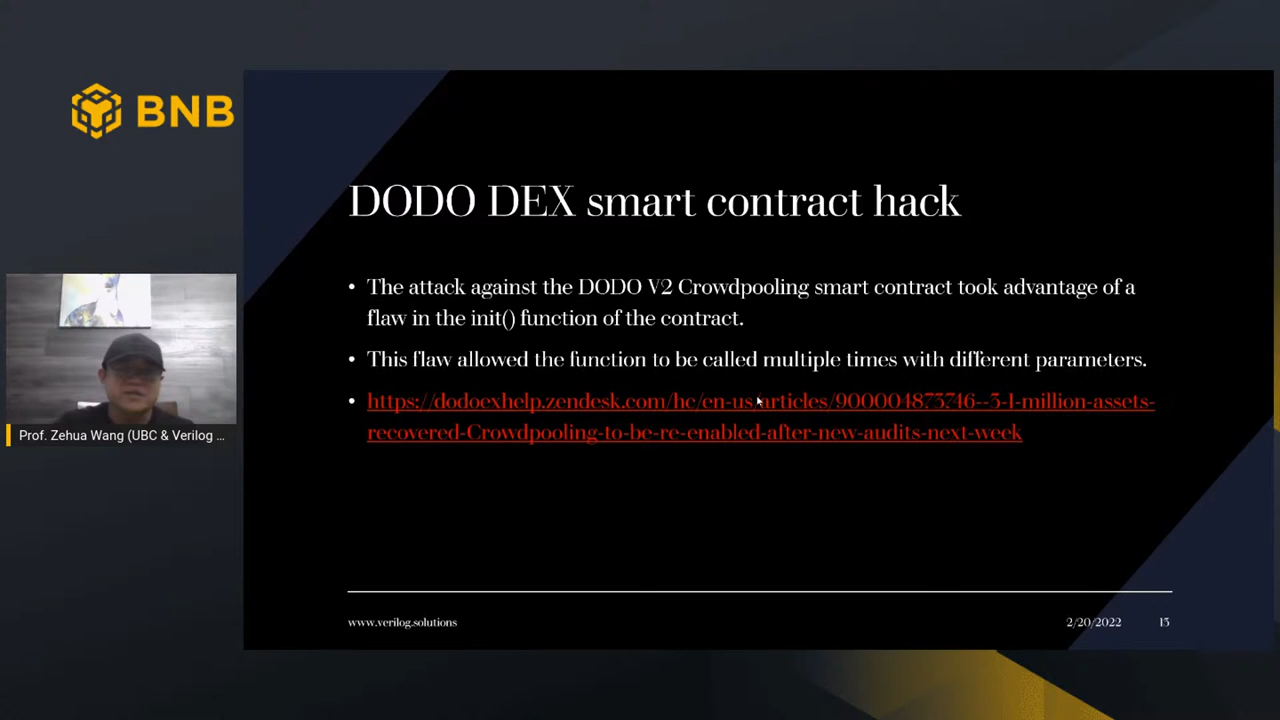 BNB
DODO DEX smart contract hack
• The attack against the DODO V2 Crowdpooling smart contract took advantage of a
flaw in the init() function of the contract.
• This flaw allowed the function to be called multiple times with different parameters.
• https://dodoexhelp.zendesk.com/hc/en-us/articles/900004873746--3-1-million-assets-
recovered-Crowdpooling-to-be-re-enabled-after-new-audits-next-week
Prof. Zehua Wang (UBC & Verilog ...
www.verilog.solutions
2/20/2022
13